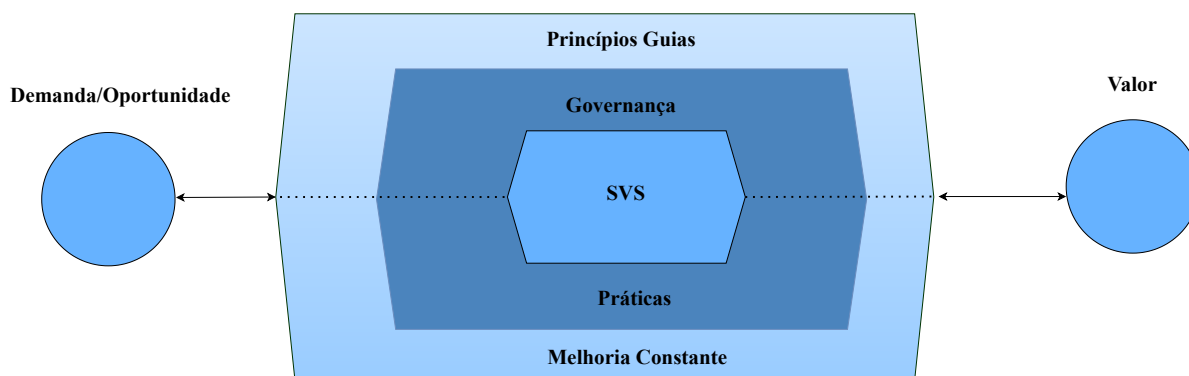 Princípios Guias
Demanda/Oportunidade
Valor
Governança
SVS
Práticas
Melhoria Constante